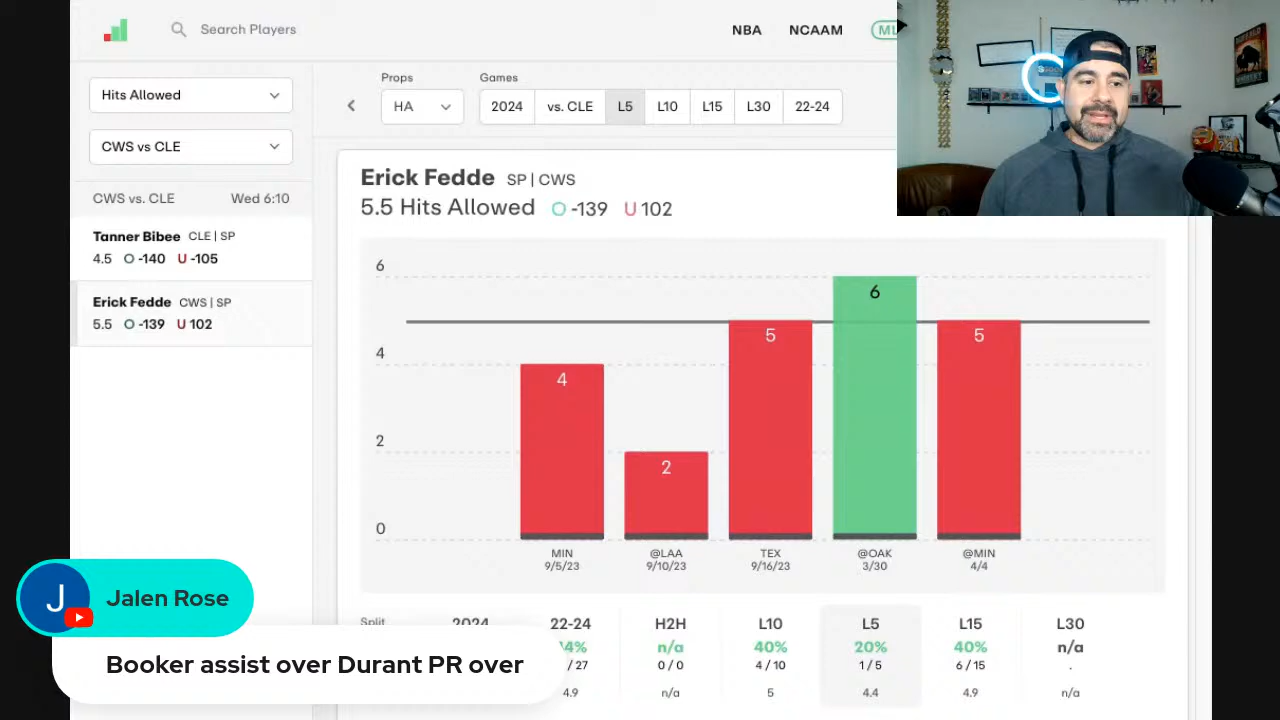 Search Players
NBA
NCAAM
Hits Allowed
CWS vs CLE
CWS vs. CLE
Wed 6:10
Tanner Bibee CLE | SP
4.5 O -140 U -105
Erick Fedde CWS | SP
5.5 O -139 U 102
Props
HA
Games
2024
vs. CLE
L5
L10
L15
L30
22-24
Erick Fedde SP | CWS
5.5 Hits Allowed O -139 U 102
6
4
2
0
4
2
5
6
5
MIN
9/5/23
@LAA
9/10/23
TEX
9/16/23
@OAK
3/30
@MIN
4/4
Split
2024
22-24
H2H
L10
L5
L15
L30
n/a
40%
20%
40%
n/a
/ 27
0 / 0
4 / 10
1 / 5
6 / 15
.
4.9
n/a
5
4.4
4.9
n/a
J
Jalen Rose
Booker assist over Durant PR over